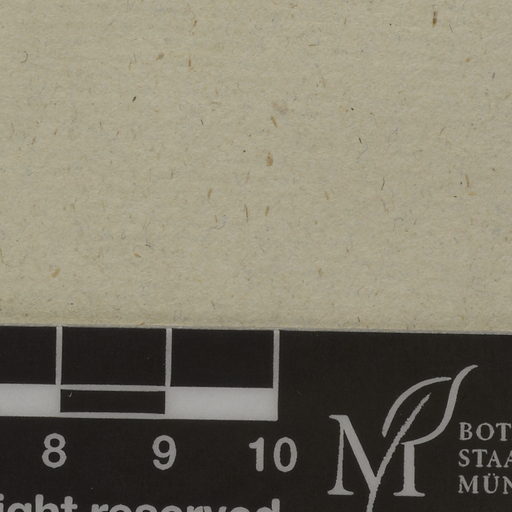 8 9 10
M
BOT
STAA
MÜN
ight reserved